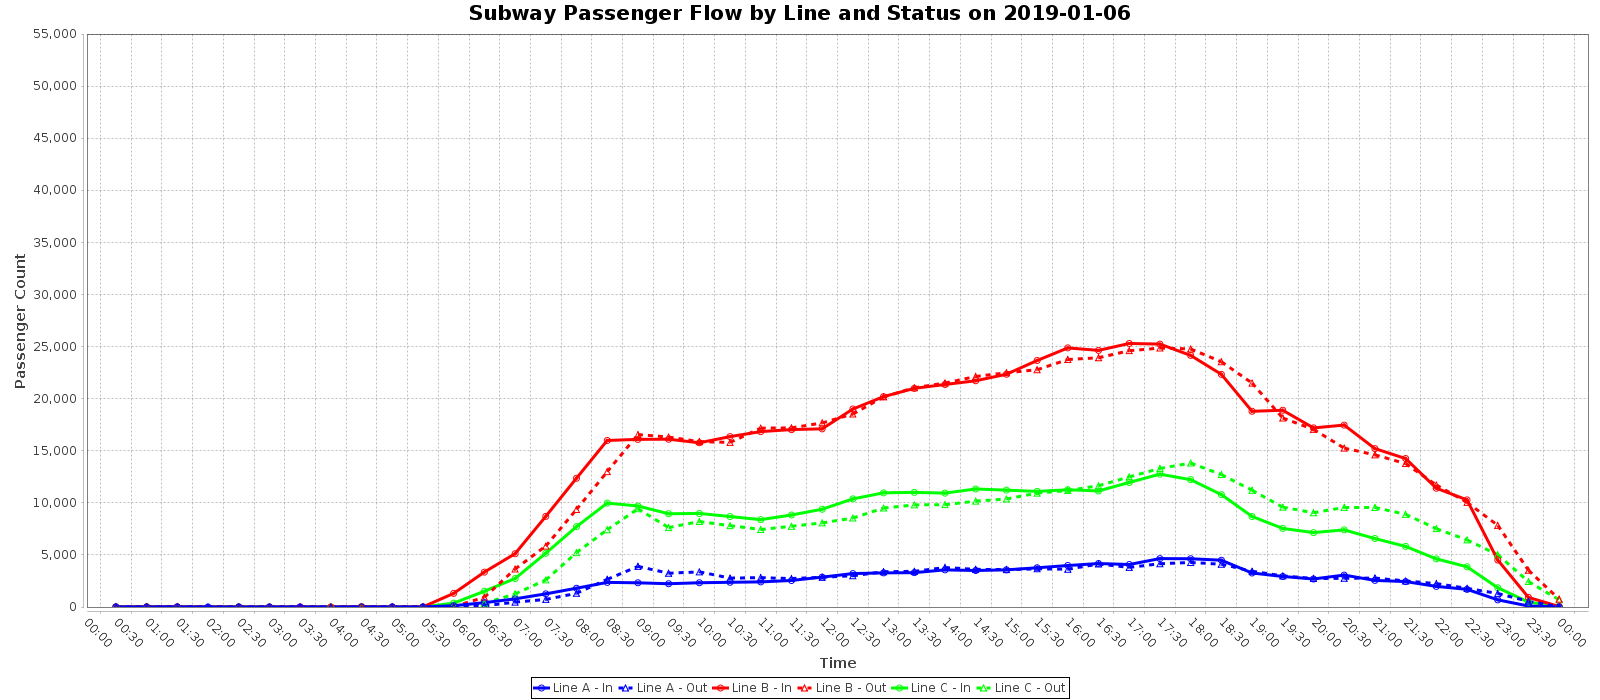 Subway Passenger Flow by Line and Status on 2019-01-06
Passenger Count
55,000
50,000
45,000
40,000
35,000
30,000
25,000
20,000
15,000
10,000
5,000
0
00:00 00:30 01:00 01:30 02:00 02:30 03:00 03:30 04:00 04:30 05:00 05:30 06:00 06:30 07:00 07:30 08:00 08:30 09:00 09:30 10:00 10:30 11:00 11:30 12:00 12:30 13:00 13:30 14:00 14:30 15:00 15:30 16:00 16:30 17:00 17:30 18:00 18:30 19:00 19:30 20:00 20:30 21:00 21:30 22:00 22:30 23:00 23:30 00:00
Time
Line A - In Line A - Out Line B - In Line B - Out Line C - In Line C - Out